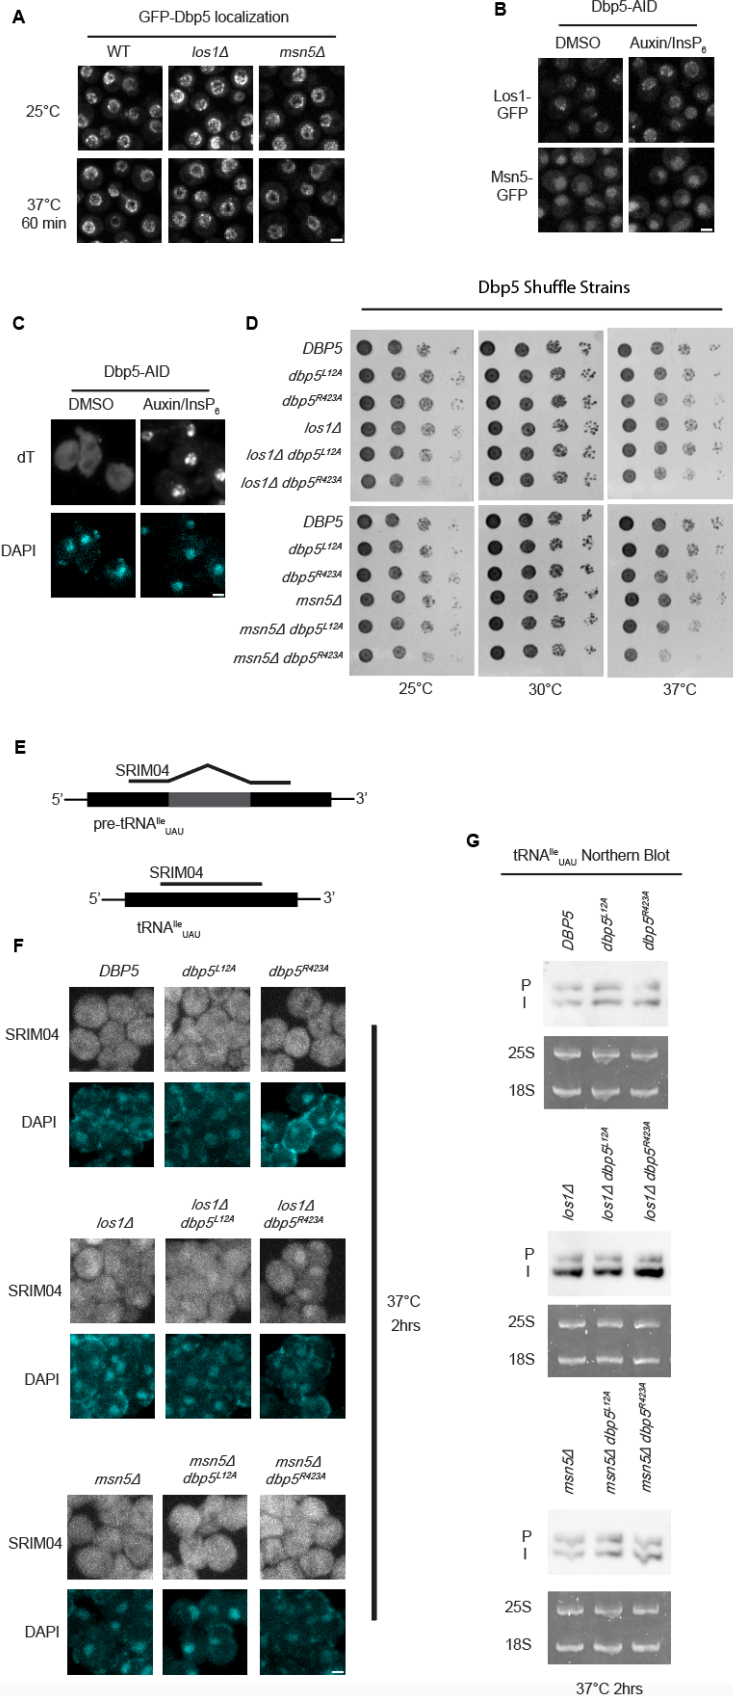 A
GFP-Dbp5 localization
WT
los1Δ
msn5Δ
25°C
37°C
60 min
B
Dbp5-AID
DMSO
Auxin/InsP6
Los1-
GFP
Msn5-
GFP
C
Dbp5-AID
DMSO
Auxin/InsP6
dT
DAPI
D
Dbp5 Shuffle Strains
DBP5
dbp5L12A
dbp5R423A
los1Δ
los1Δ dbp5L12A
los1Δ dbp5R423A
DBP5
dbp5L12A
dbp5R423A
msn5Δ
msn5Δ dbp5L12A
msn5Δ dbp5R423A
25°C
30°C
37°C
E
SRIM04
5’
3’
pre-tRNAIleUAU
SRIM04
5’
3’
tRNAIleUAU
F
DBP5
dbp5L12A
dbp5R423A
SRIM04
DAPI
los1Δ
los1Δ
dbp5L12A
los1Δ
dbp5R423A
SRIM04
DAPI
msn5Δ
msn5Δ
dbp5L12A
msn5Δ
dbp5R423A
SRIM04
DAPI
37°C
2hrs
G
tRNAIleUAU Northern Blot
DBP5
dbp5L12A
dbp5R423A
P
I
25S
18S
los1Δ
los1Δ dbp5L12A
los1Δ dbp5R423A
P
I
25S
18S
msn5Δ
msn5Δ dbp5L12A
msn5Δ dbp5R423A
P
I
25S
18S
37°C 2hrs